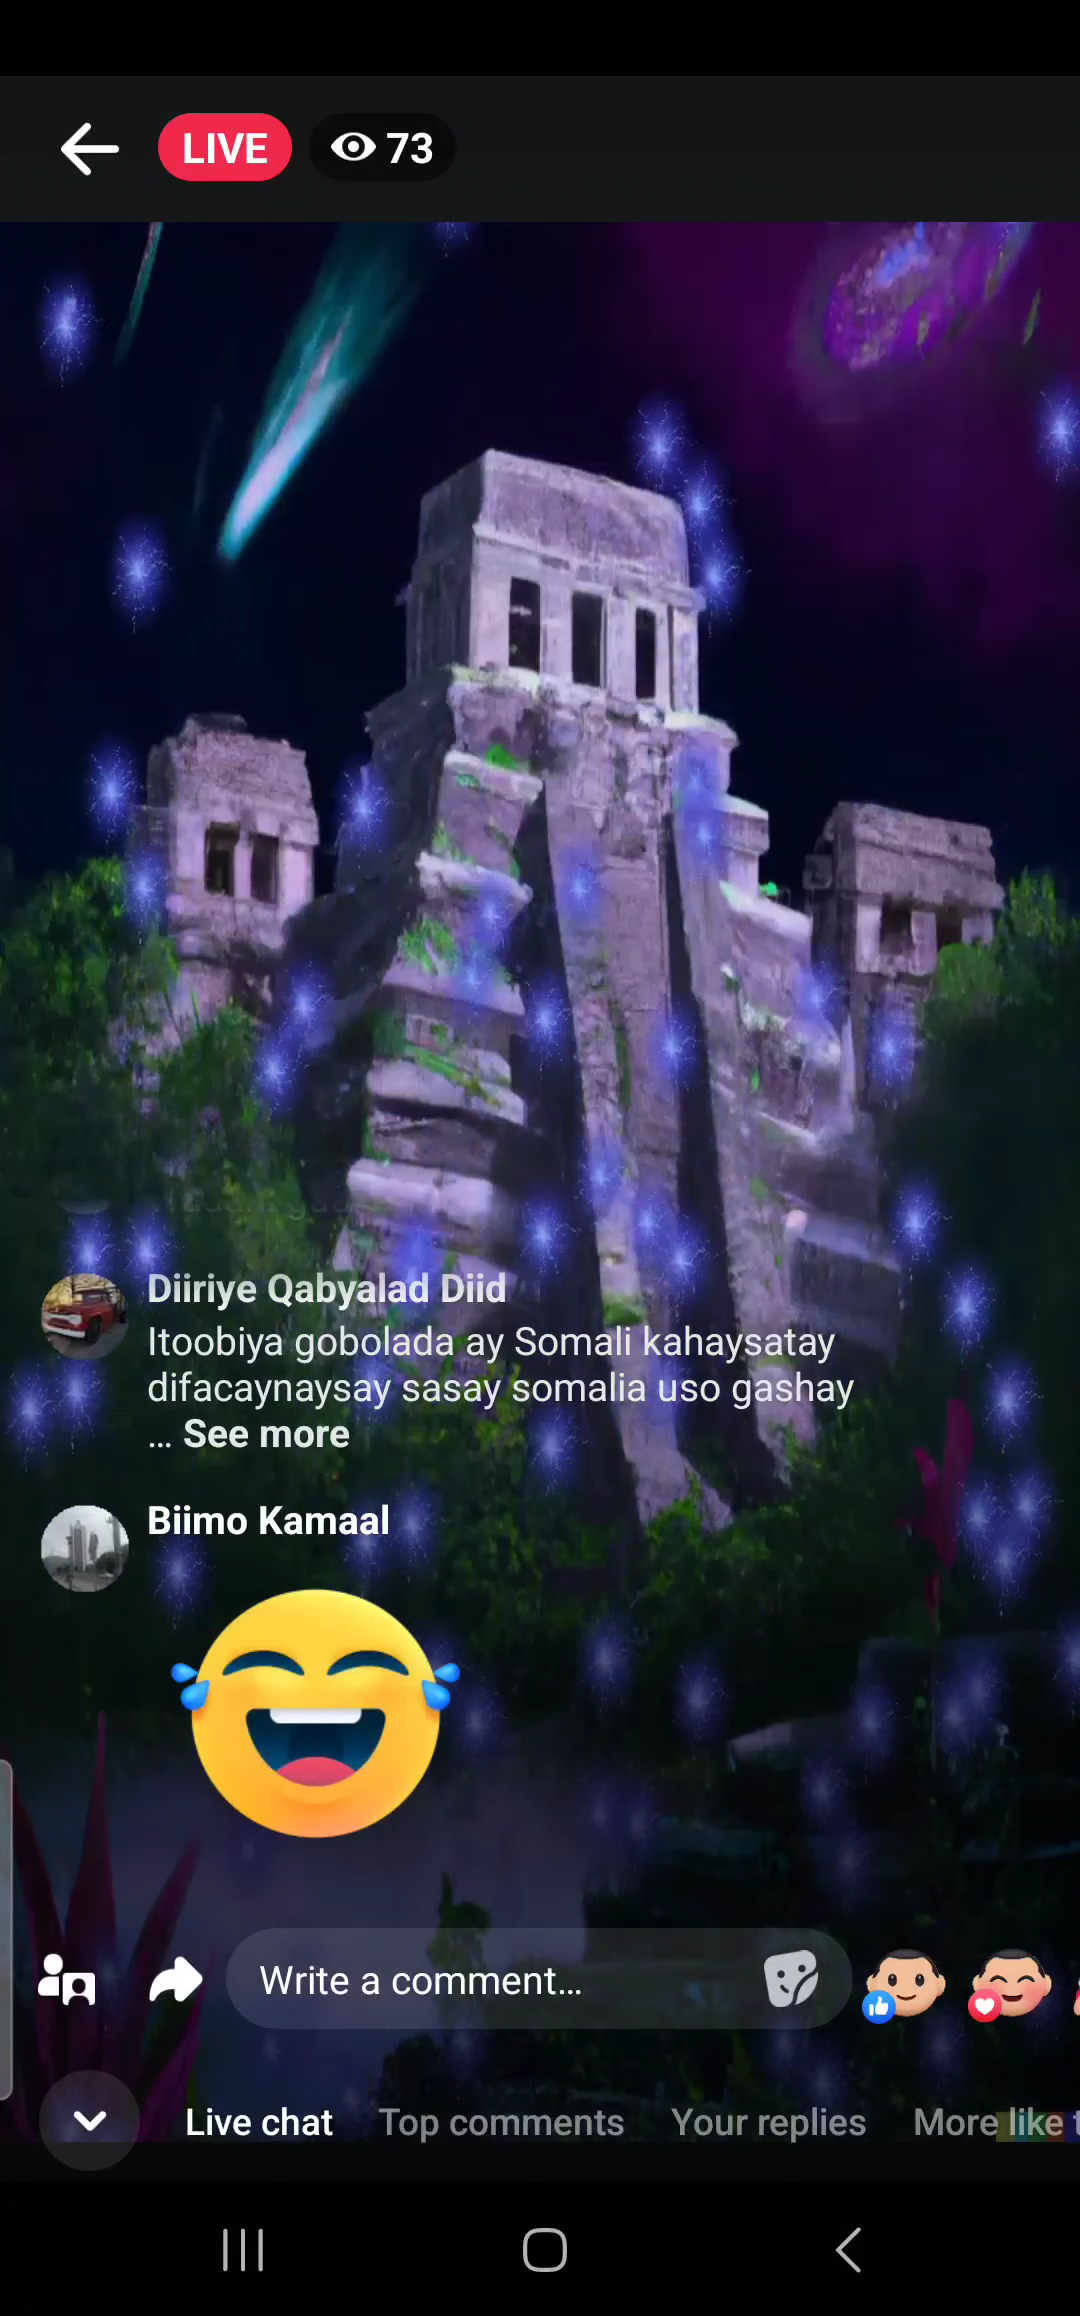 LIVE 73
Diiriye Qabyalad Diid
Itoobiya gobolada ay Somali kahaysatay
difacaynaysay sasay somalia uso gashay
... See more
Biimo Kamaal
Write a comment...
Live chat Top comments Your replies More like